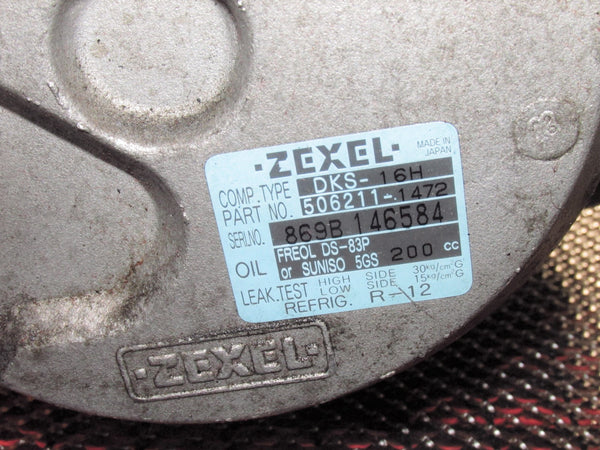 ·ZEXEL·
MADE IN
JAPAN
COMP.TYPE DKS-16H
PART NO. 506211-1472
SERI.NO. 869B 146584
OIL FREOL DS-83P
or SUNISO 5GS 200 cc
LEAK.TEST HIGH SIDE 30kg/cm²G
LOW SIDE 15kg/cm²G
REFRIG. R-12
·ZEXEL·